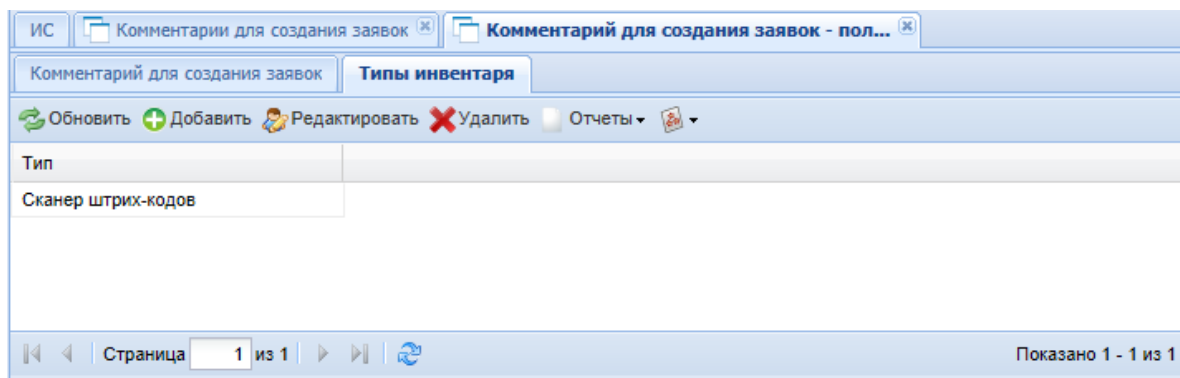 ИС Комментарии для создания заявок Комментарий для создания заявок - пол...
Комментарий для создания заявок Типы инвентаря
Обновить Добавить Редактировать Удалить Отчеты
Тип
Сканер штрих-кодов
Страница 1 из 1 Показано 1 - 1 из 1